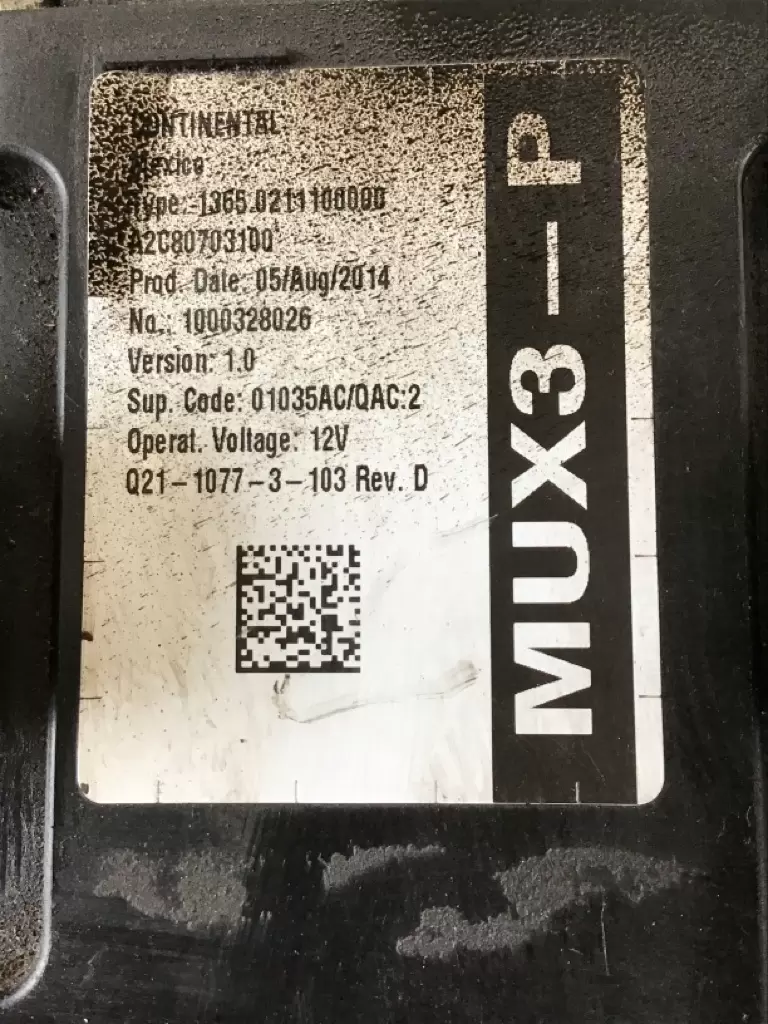 CONTINENTAL
Mexico
Type: 1365.0211100000
A2C80703100
Prod. Date: 05/Aug/2014
No.: 1000328026
Version: 1.0
Sup. Code: 01035AC/QAC:2
Operat. Voltage: 12V
Q21-1077-3-103 Rev. D
MUX3-P